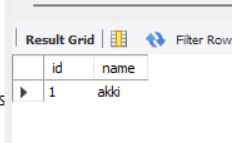 Result Grid Filter Row
id name
s
1 akki